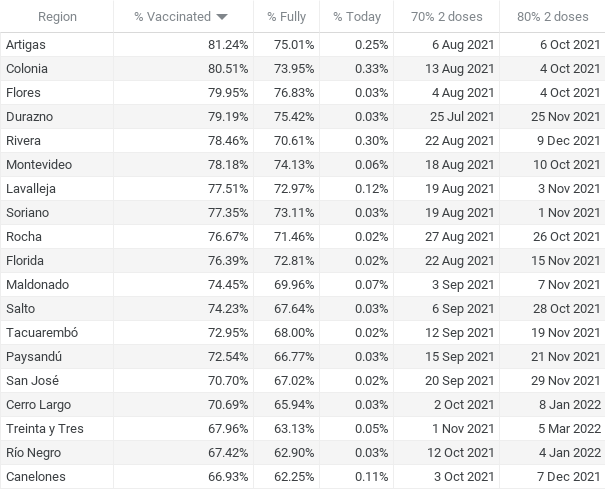 Region % Vaccinated % Fully % Today 70% 2 doses 80% 2 doses
Artigas 81.24% 75.01% 0.25% 6 Aug 2021 6 Oct 2021
Colonia 80.51% 73.95% 0.33% 13 Aug 2021 4 Oct 2021
Flores 79.95% 76.83% 0.03% 4 Aug 2021 4 Oct 2021
Durazno 79.19% 75.42% 0.03% 25 Jul 2021 25 Nov 2021
Rivera 78.46% 70.61% 0.30% 22 Aug 2021 9 Dec 2021
Montevideo 78.18% 74.13% 0.06% 18 Aug 2021 10 Oct 2021
Lavalleja 77.51% 72.97% 0.12% 19 Aug 2021 3 Nov 2021
Soriano 77.35% 73.11% 0.03% 19 Aug 2021 1 Nov 2021
Rocha 76.67% 71.46% 0.02% 27 Aug 2021 26 Oct 2021
Florida 76.39% 72.81% 0.02% 22 Aug 2021 15 Nov 2021
Maldonado 74.45% 69.96% 0.07% 3 Sep 2021 7 Nov 2021
Salto 74.23% 67.64% 0.03% 6 Sep 2021 28 Oct 2021
Tacuarembó 72.95% 68.00% 0.02% 12 Sep 2021 19 Nov 2021
Paysandú 72.54% 66.77% 0.03% 15 Sep 2021 21 Nov 2021
San José 70.70% 67.02% 0.02% 20 Sep 2021 29 Nov 2021
Cerro Largo 70.69% 65.94% 0.03% 2 Oct 2021 8 Jan 2022
Treinta y Tres 67.96% 63.13% 0.05% 1 Nov 2021 5 Mar 2022
Río Negro 67.42% 62.90% 0.03% 12 Oct 2021 4 Jan 2022
Canelones 66.93% 62.25% 0.11% 3 Oct 2021 7 Dec 2021